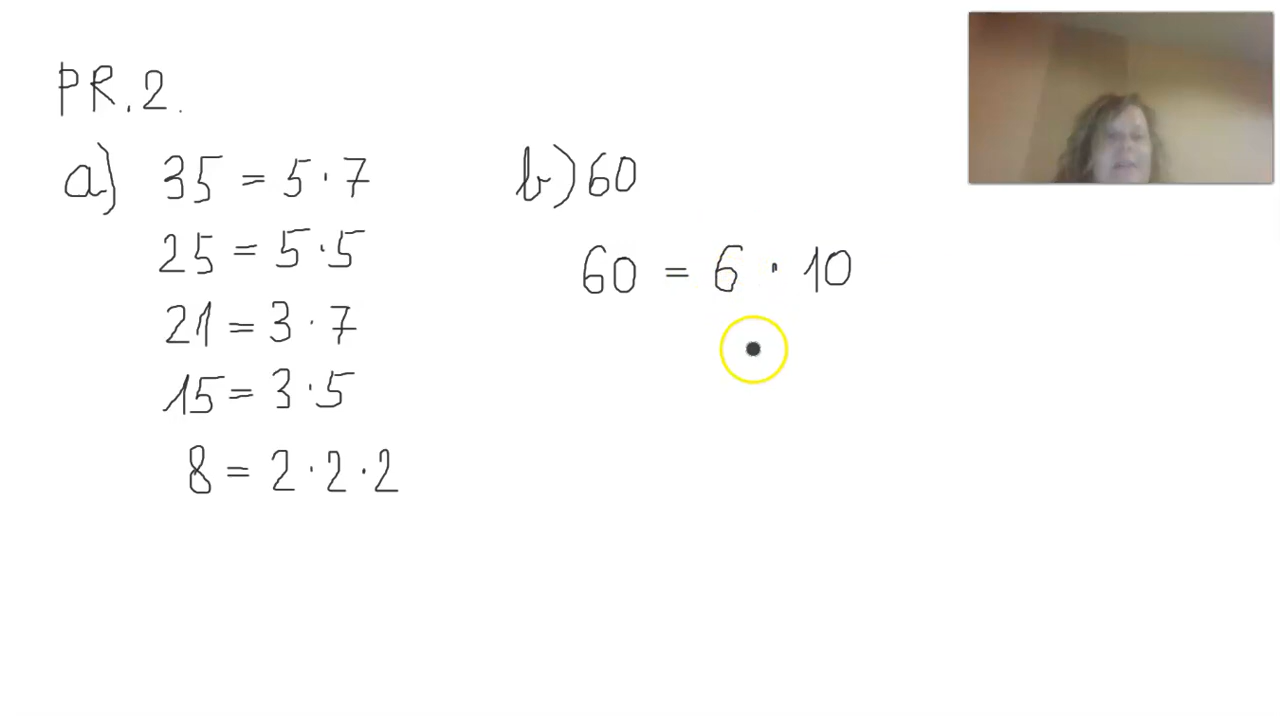 PR.2.
a) 35 = 5·7
25 = 5·5
21 = 3·7
15 = 3·5
8 = 2·2·2
b) 60
60 = 6 · 10